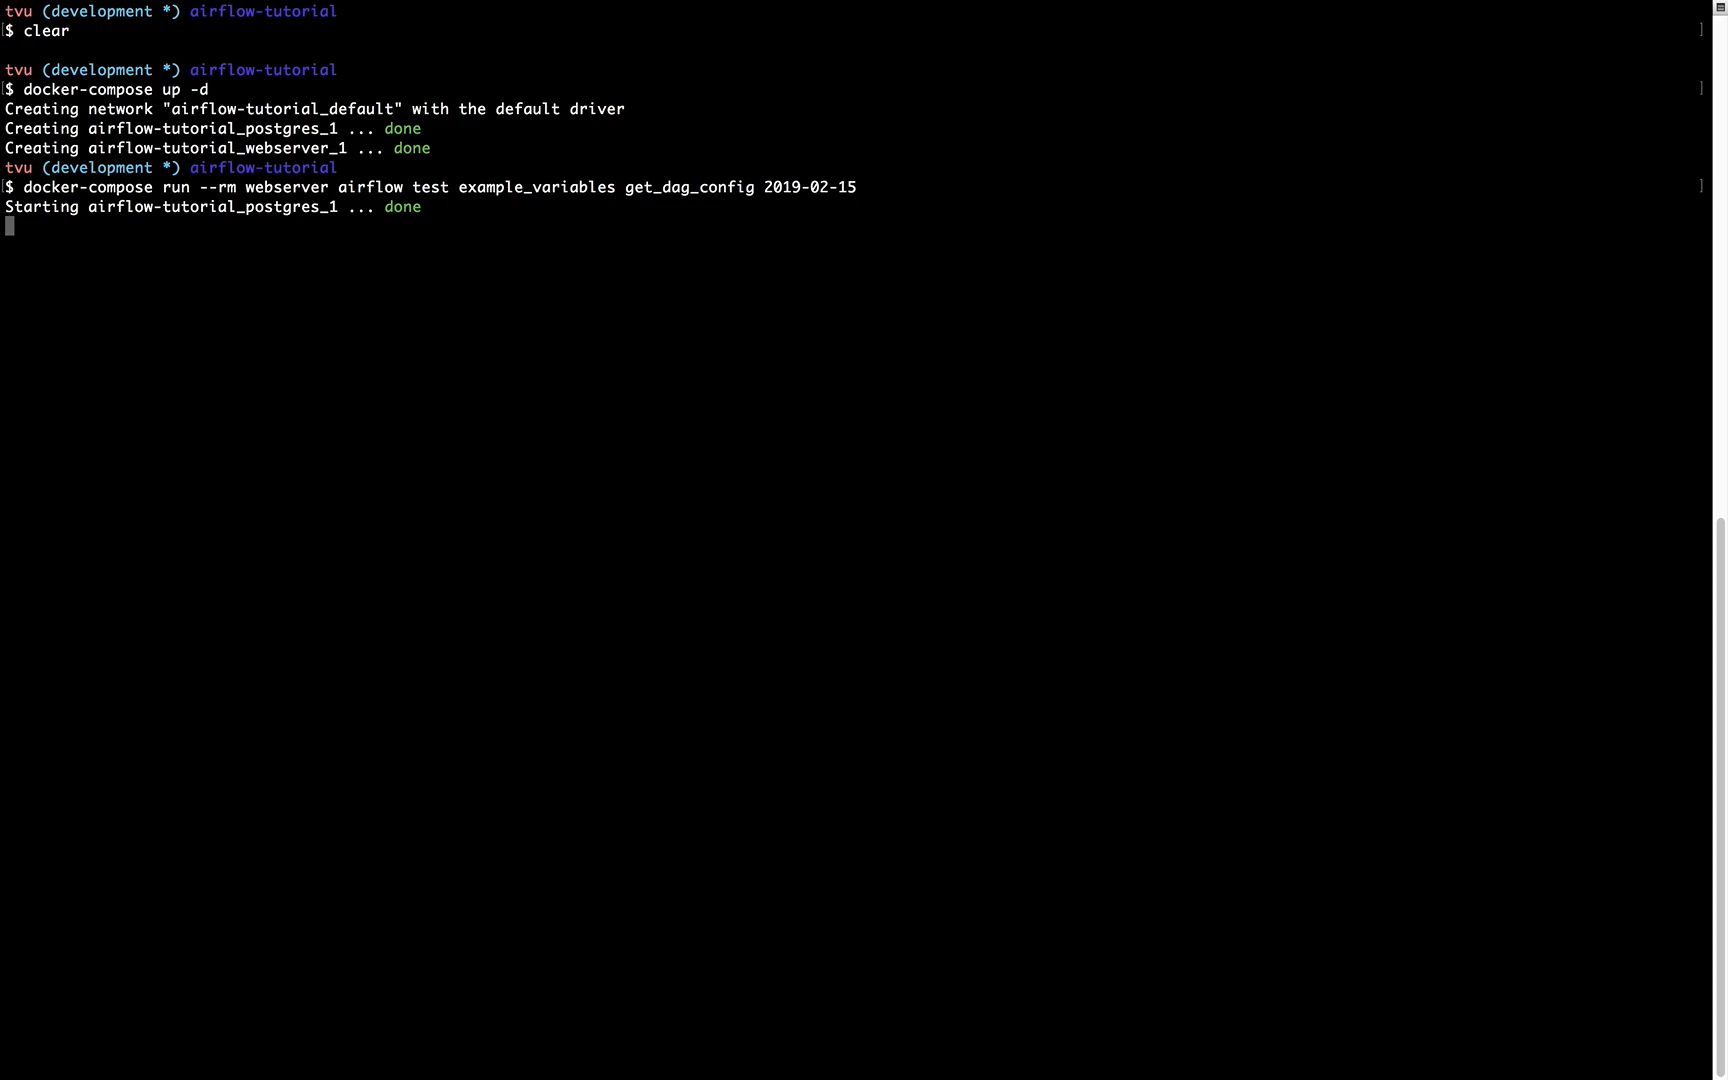 tvu (development *) airflow-tutorial
[$ clear ]
tvu (development *) airflow-tutorial
[$ docker-compose up -d ]
Creating network "airflow-tutorial_default" with the default driver
Creating airflow-tutorial_postgres_1 ... done
Creating airflow-tutorial_webserver_1 ... done
tvu (development *) airflow-tutorial
[$ docker-compose run --rm webserver airflow test example_variables get_dag_config 2019-02-15 ]
Starting airflow-tutorial_postgres_1 ... done